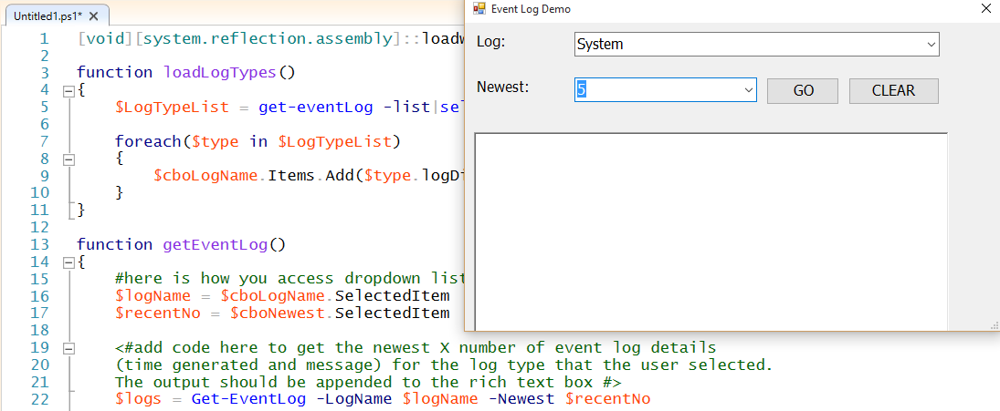 Untitled1.ps1* X
1 [void][system.reflection.assembly]::loadw
2
3 function loadLogTypes()
4 {
5 $LogTypeList = get-eventLog -list|sel
6
7 foreach($type in $LogTypeList)
8 {
9 $cboLogName.Items.Add($type.logDi
10 }
11 }
12
13 function getEventLog()
14 {
15 #here is how you access dropdown list
16 $logName = $cboLogName.SelectedItem
17 $recentNo = $cboNewest.SelectedItem
18
19 <#add code here to get the newest X number of event log details
20 (time generated and message) for the log type that the user selected.
21 The output should be appended to the rich text box #>
22 $logs = Get-EventLog -LogName $logName -Newest $recentNo
Event Log Demo
Log: System
Newest: 5 GO CLEAR